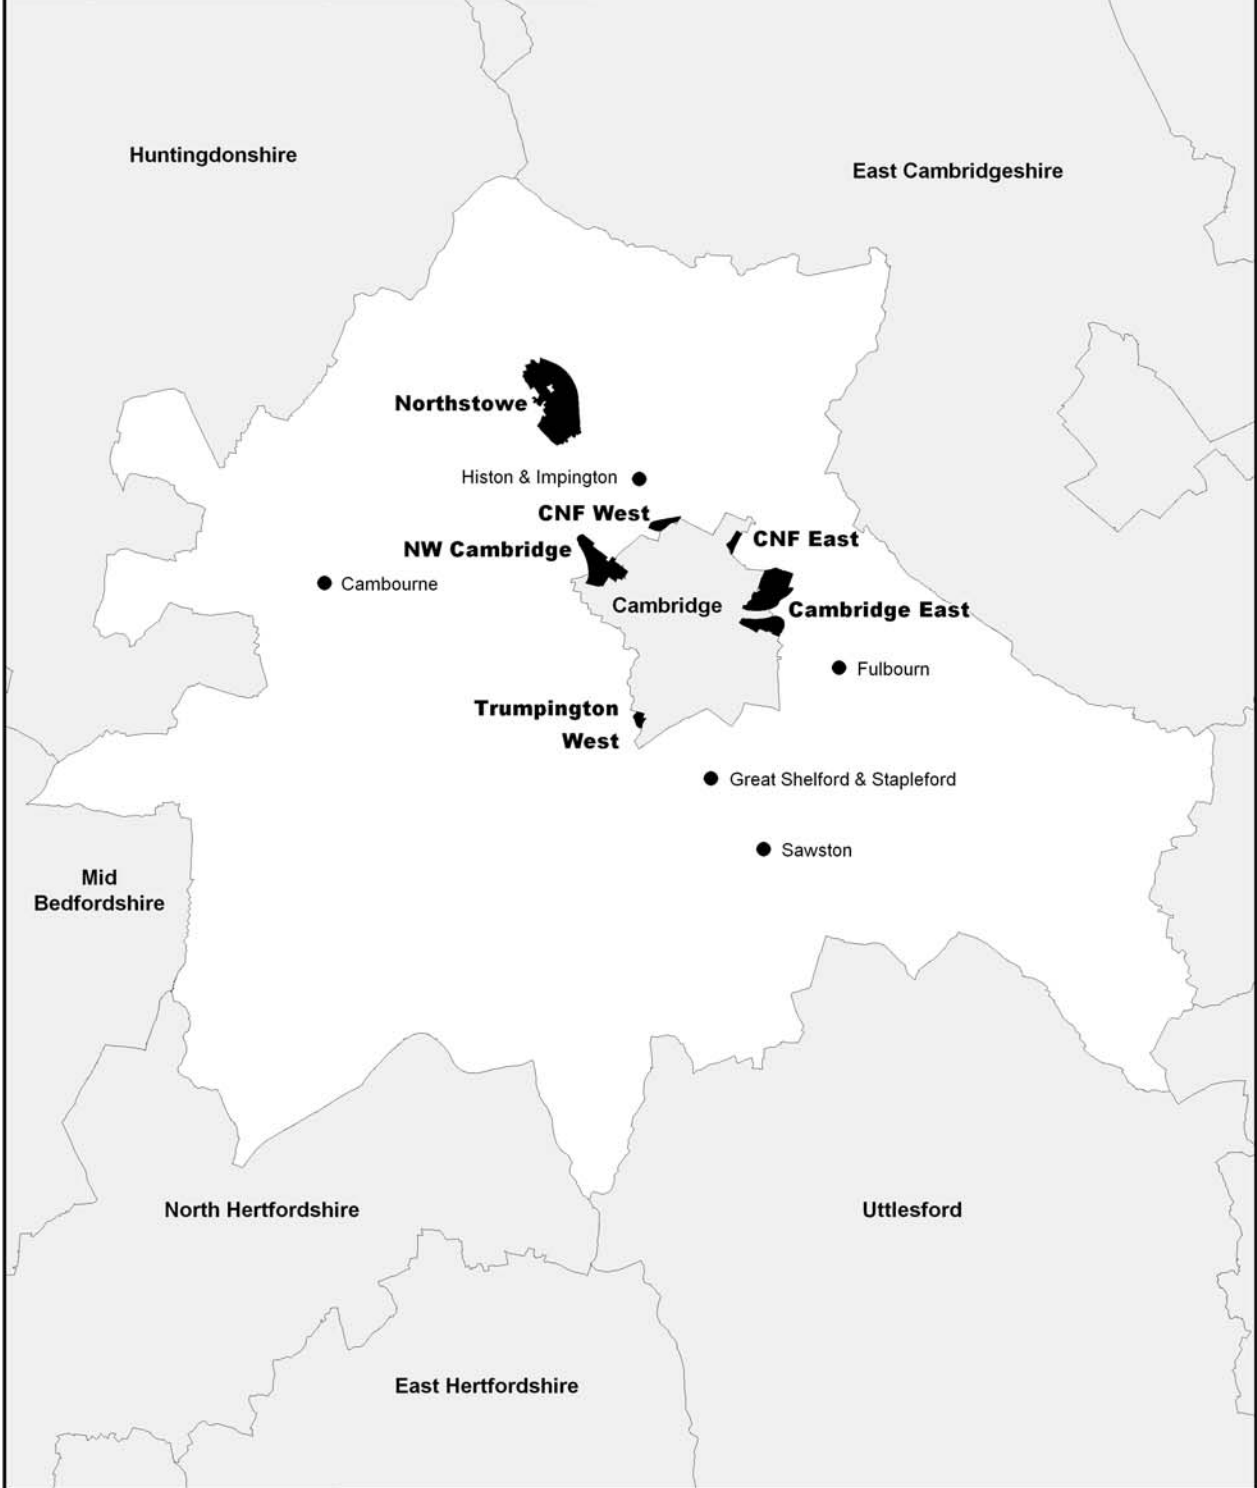 Huntingdonshire
East Cambridgeshire
Northstowe
Histon & Impington
CNF West
CNF East
NW Cambridge
Cambourne
Cambridge
Cambridge East
Fulbourn
Trumpington
West
Great Shelford & Stapleford
Sawston
Mid
Bedfordshire
North Hertfordshire
Uttlesford
East Hertfordshire